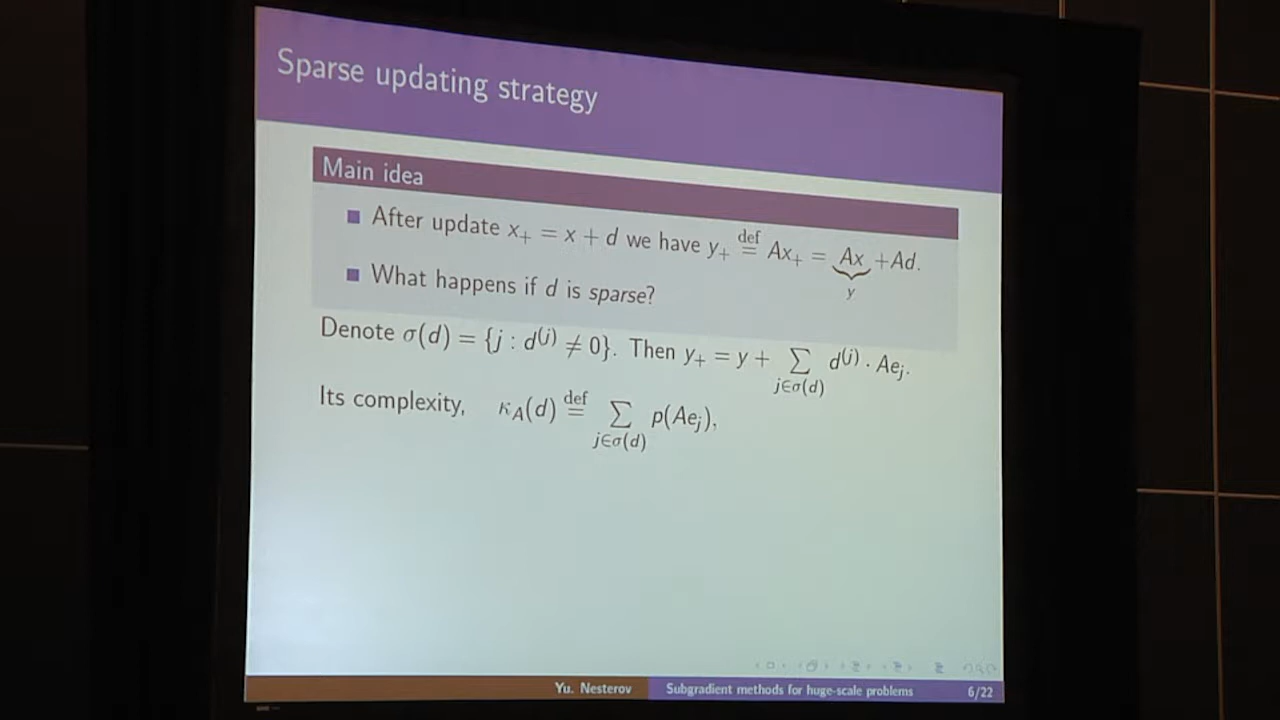 Sparse updating strategy
Main idea
■ After update x₊ = x + d we have y₊ ≝ Ax₊ = Ax + Ad.
y
■ What happens if d is sparse?
Denote σ(d) = {j : d⁽ʲ⁾ ≠ 0}. Then y₊ = y + ∑ d⁽ʲ⁾ · Aeⱼ.
j∈σ(d)
Its complexity, κ_A(d) ≝ ∑ p(Aeⱼ),
j∈σ(d)
Yu. Nesterov Subgradient methods for huge-scale problems 6/22